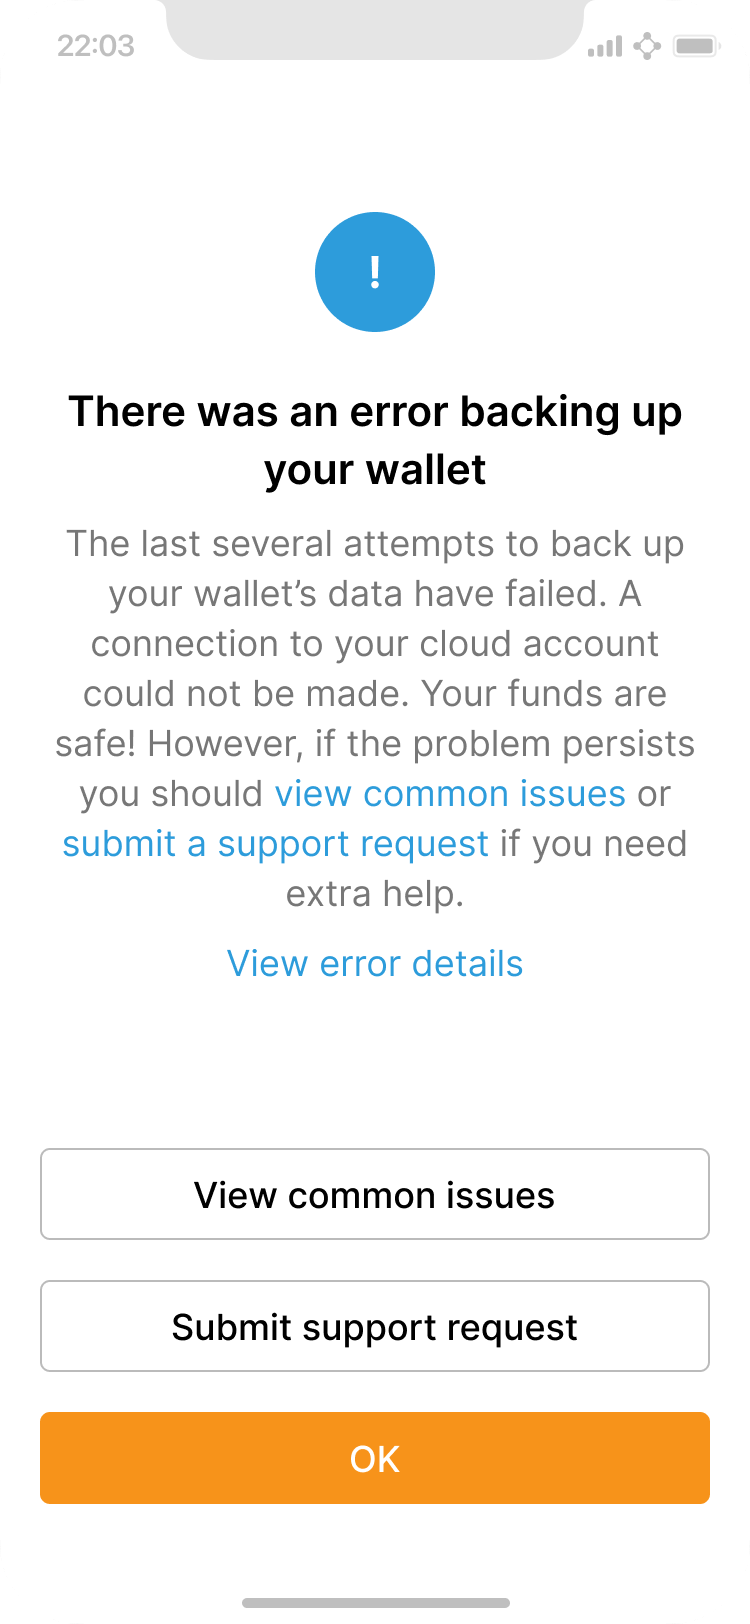 22:03
!
There was an error backing up
your wallet
The last several attempts to back up
your wallet’s data have failed. A
connection to your cloud account
could not be made. Your funds are
safe! However, if the problem persists
you should view common issues or
submit a support request if you need
extra help.
View error details
View common issues
Submit support request
OK